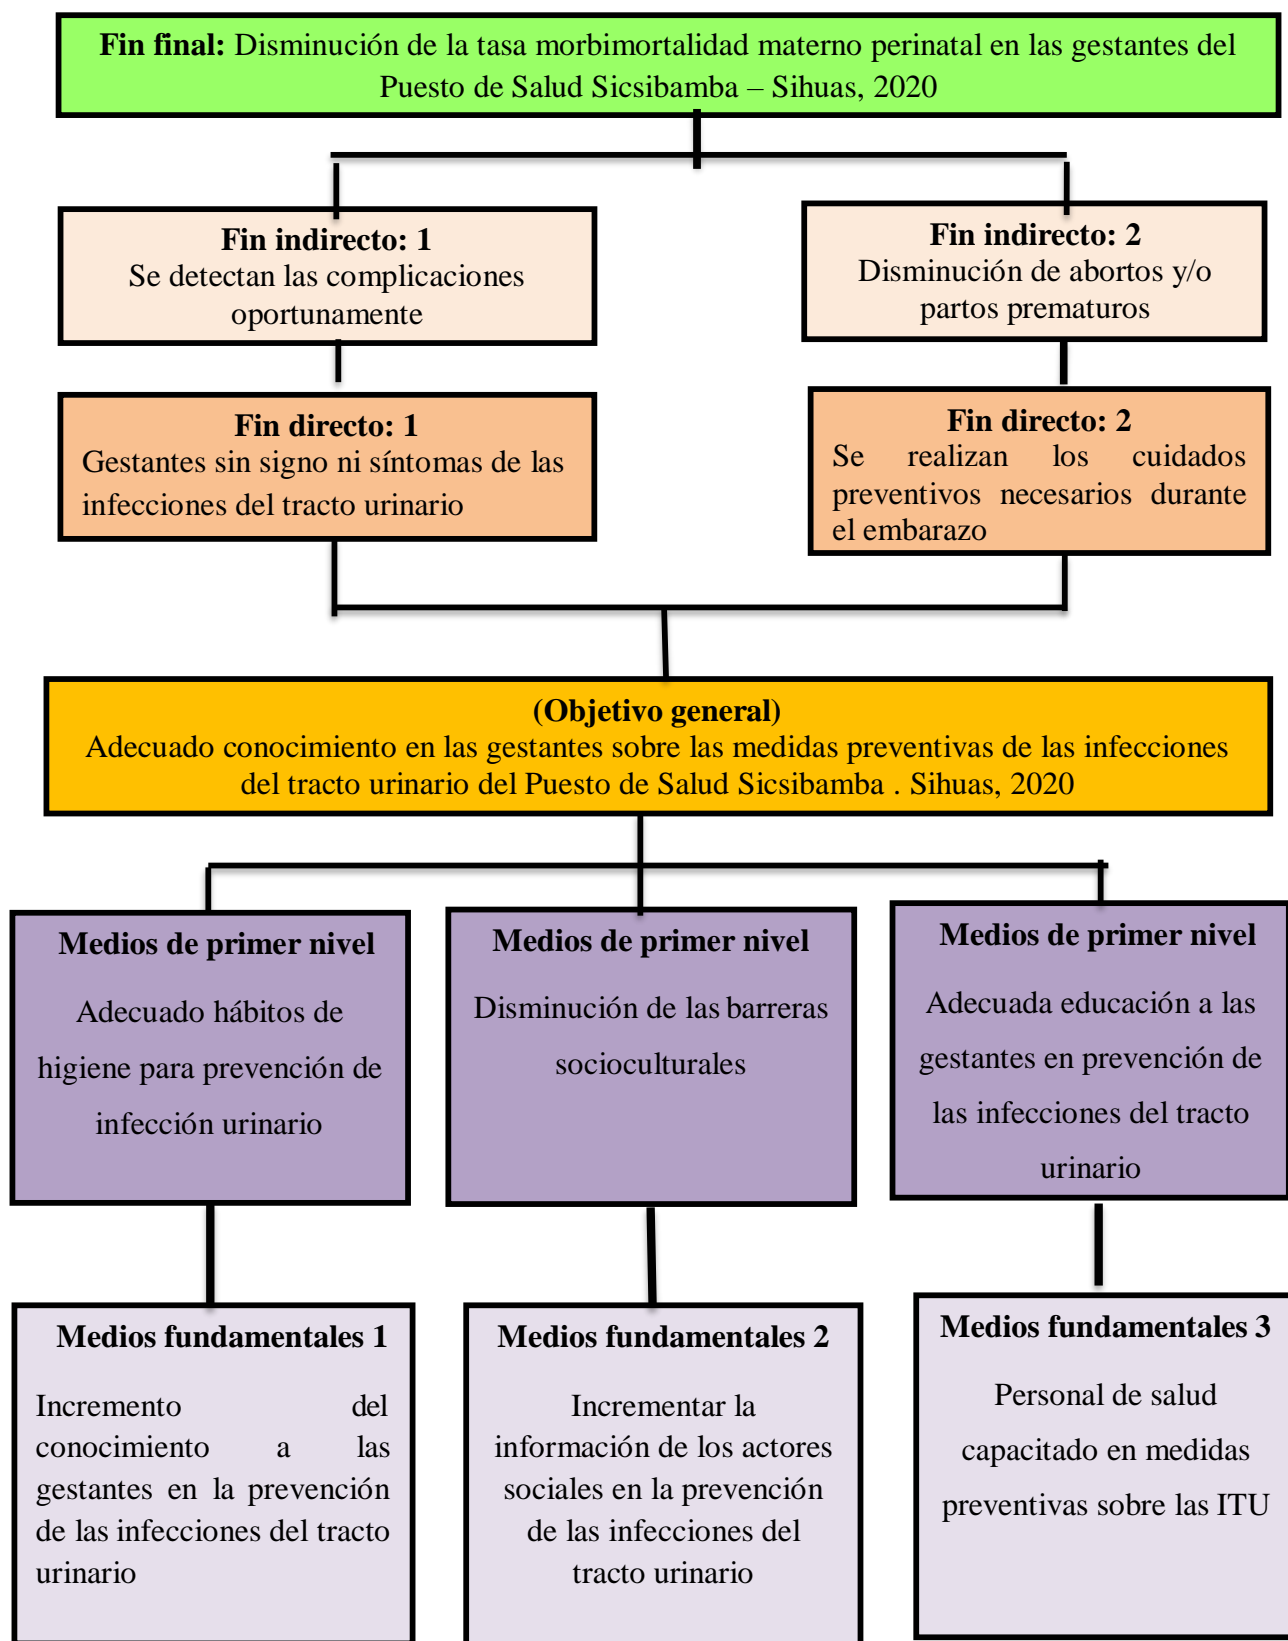 Fin final: Disminución de la tasa morbimortalidad materno perinatal en las gestantes del
Puesto de Salud Sicsibamba – Sihuas, 2020
Fin indirecto: 1
Se detectan las complicaciones
oportunamente
Fin indirecto: 2
Disminución de abortos y/o
partos prematuros
Fin directo: 1
Gestantes sin signo ni síntomas de las
infecciones del tracto urinario
Fin directo: 2
Se realizan los cuidados
preventivos necesarios durante
el embarazo
(Objetivo general)
Adecuado conocimiento en las gestantes sobre las medidas preventivas de las infecciones
del tracto urinario del Puesto de Salud Sicsibamba . Sihuas, 2020
Medios de primer nivel
Adecuado hábitos de
higiene para prevención de
infección urinario
Medios de primer nivel
Disminución de las barreras
socioculturales
Medios de primer nivel
Adecuada educación a las
gestantes en prevención de
las infecciones del tracto
urinario
Medios fundamentales 1
Incremento del
conocimiento a las
gestantes en la prevención
de las infecciones del tracto
urinario
Medios fundamentales 2
Incrementar la
información de los actores
sociales en la prevención
de las infecciones del
tracto urinario
Medios fundamentales 3
Personal de salud
capacitado en medidas
preventivas sobre las ITU